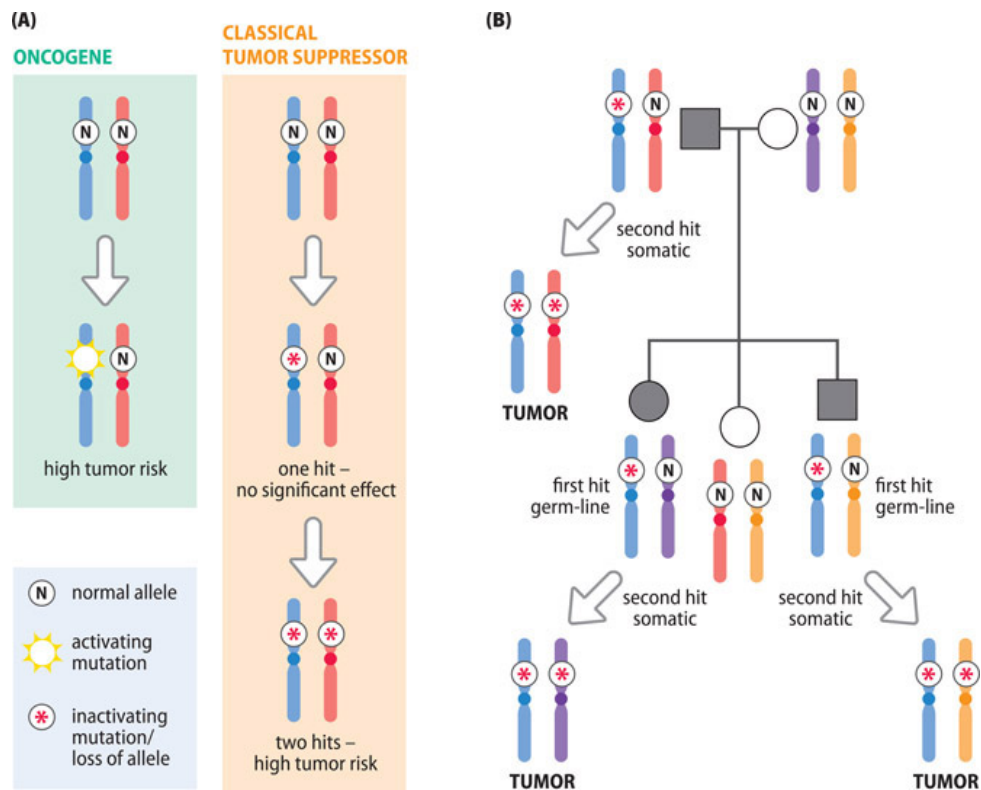 (A)
ONCOGENE
CLASSICAL
TUMOR SUPPRESSOR
N N
N N
N
* N
high tumor risk
one hit –
no significant effect
* *
two hits –
high tumor risk
N normal allele
activating
mutation
* inactivating
mutation/
loss of allele
(B)
* N
N N
second hit
somatic
* *
TUMOR
first hit
germ-line
* N
N N
* N
first hit
germ-line
second hit
somatic
second hit
somatic
* *
TUMOR
* *
TUMOR